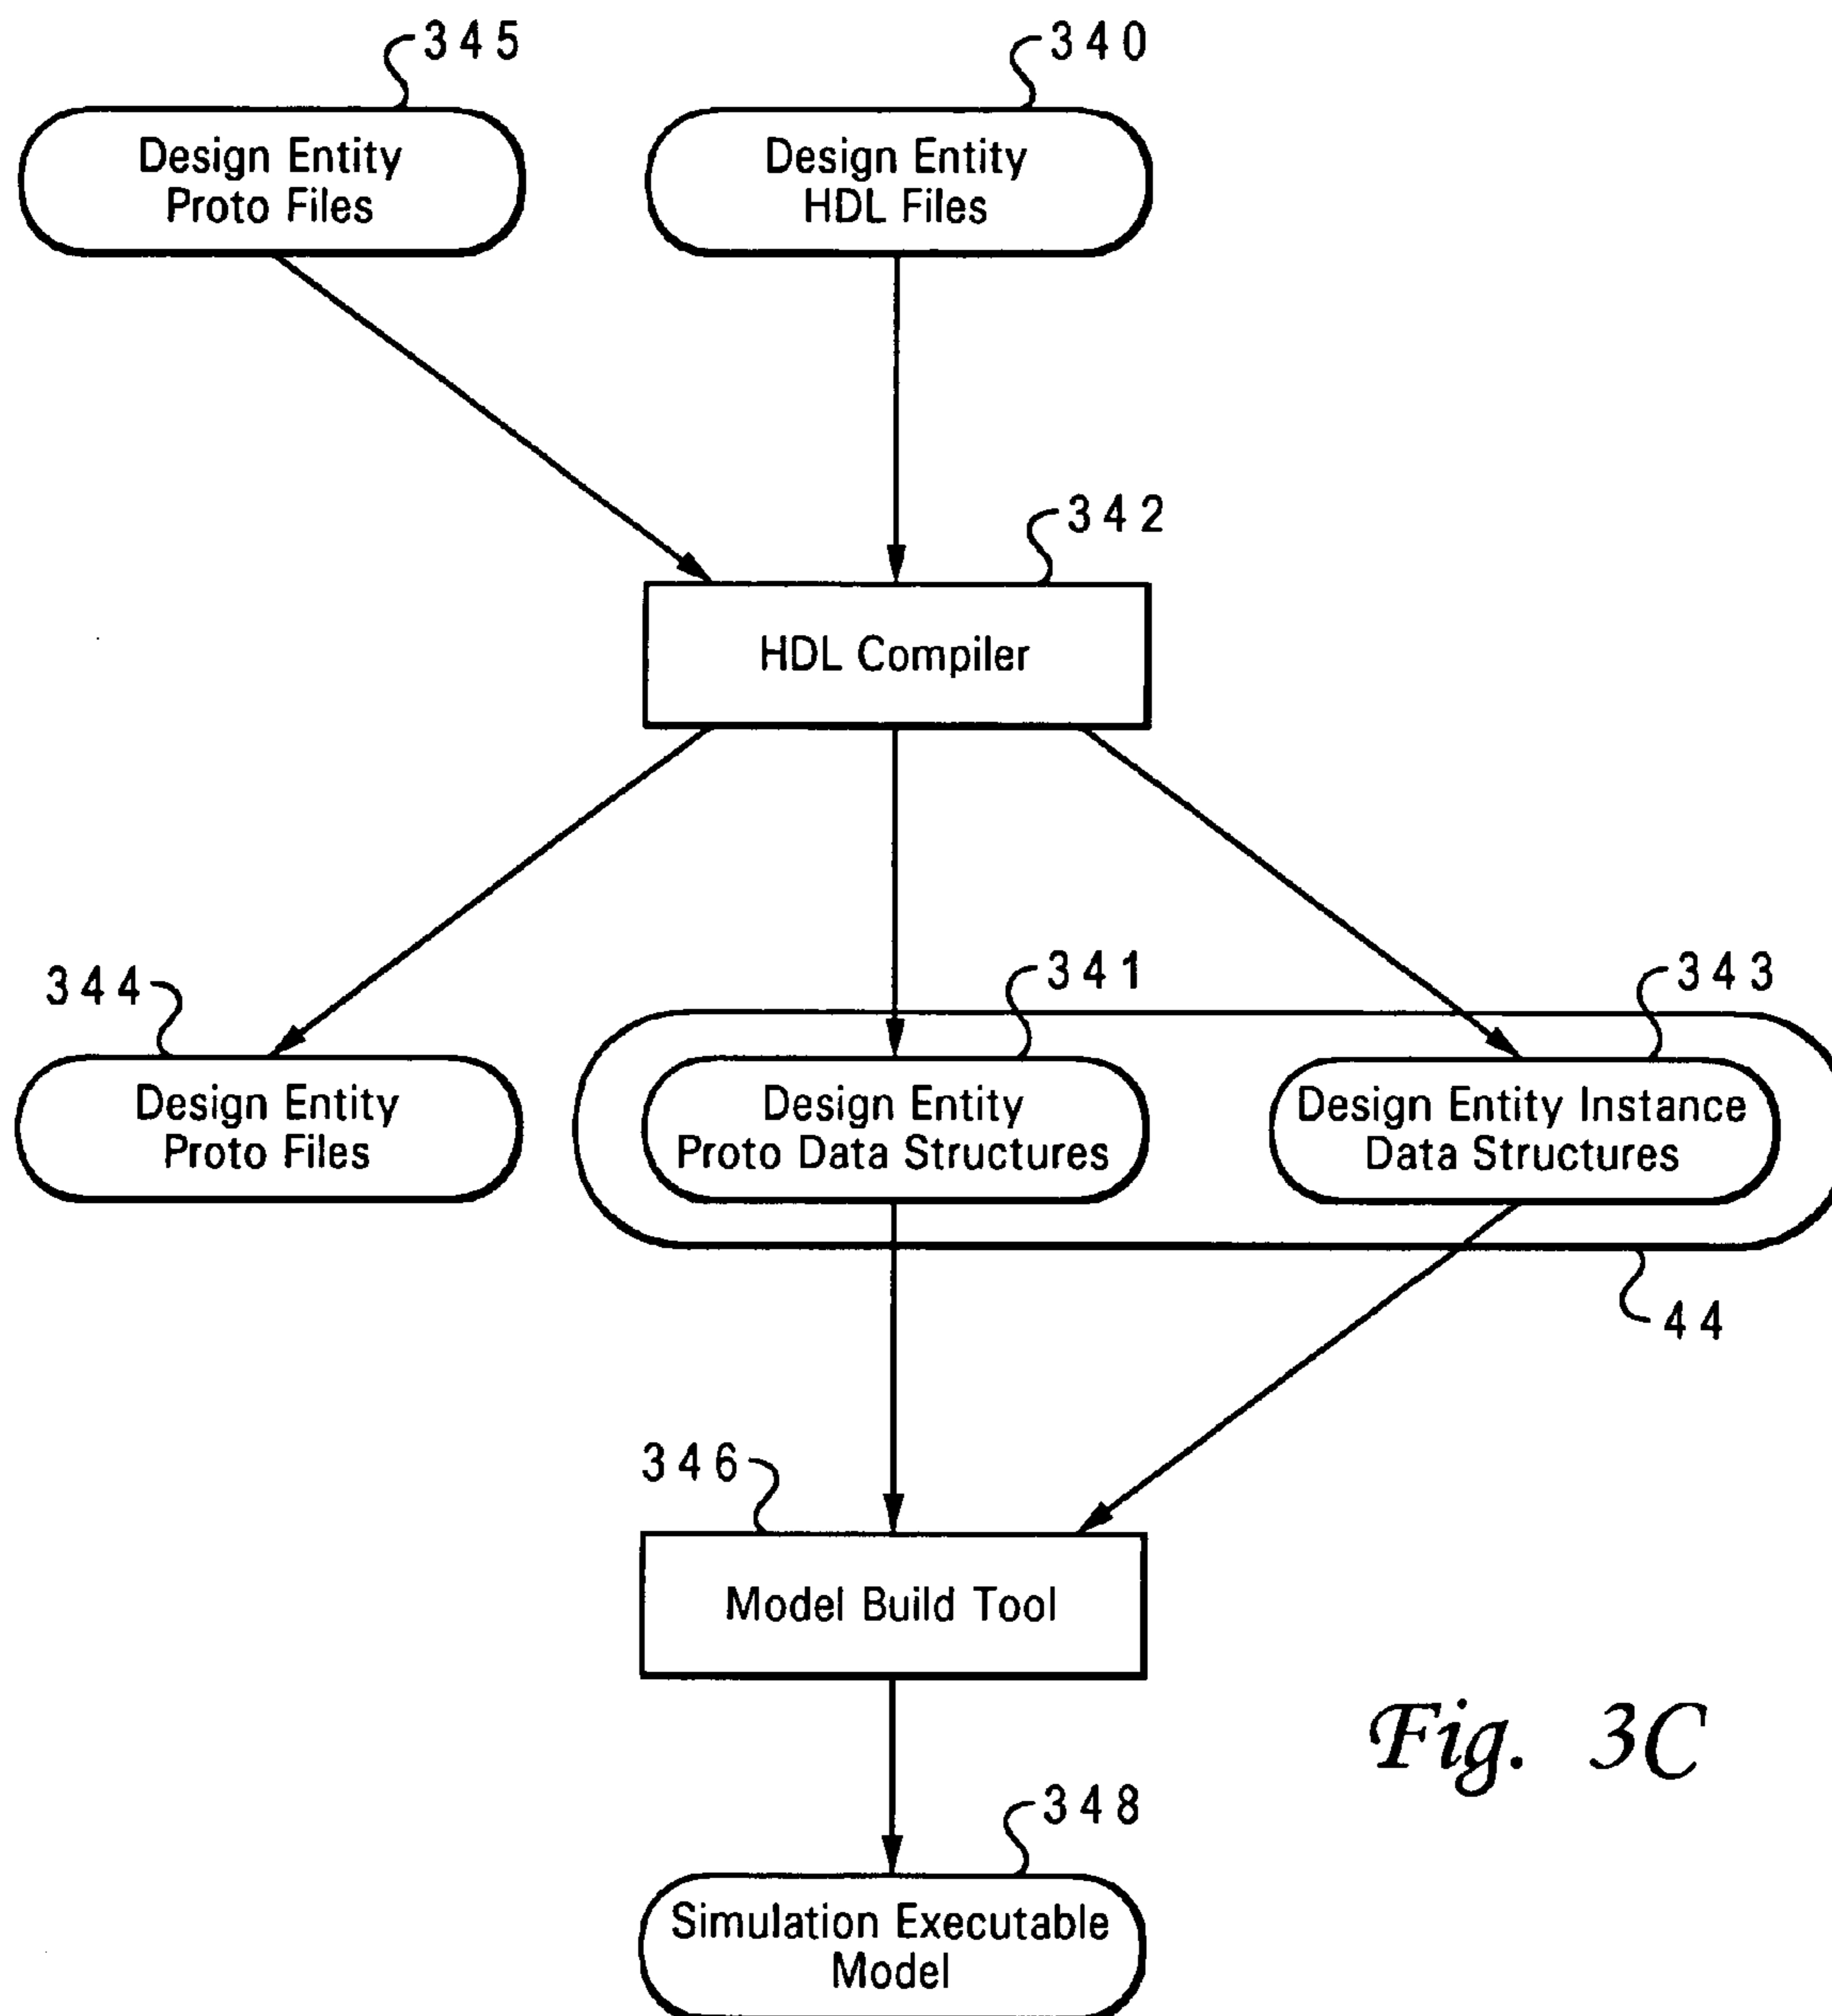 345
340
Design Entity
Proto Files
Design Entity
HDL Files
342
HDL Compiler
344
341
343
Design Entity
Proto Files
Design Entity
Proto Data Structures
Design Entity Instance
Data Structures
44
346
Model Build Tool
Fig. 3C
348
Simulation Executable
Model